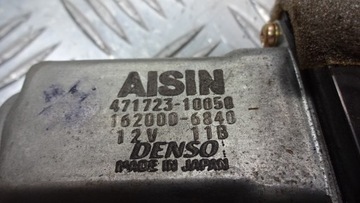 AISIN
471723-10050
162000-6840
12V 11B
DENSO
MADE IN JAPAN